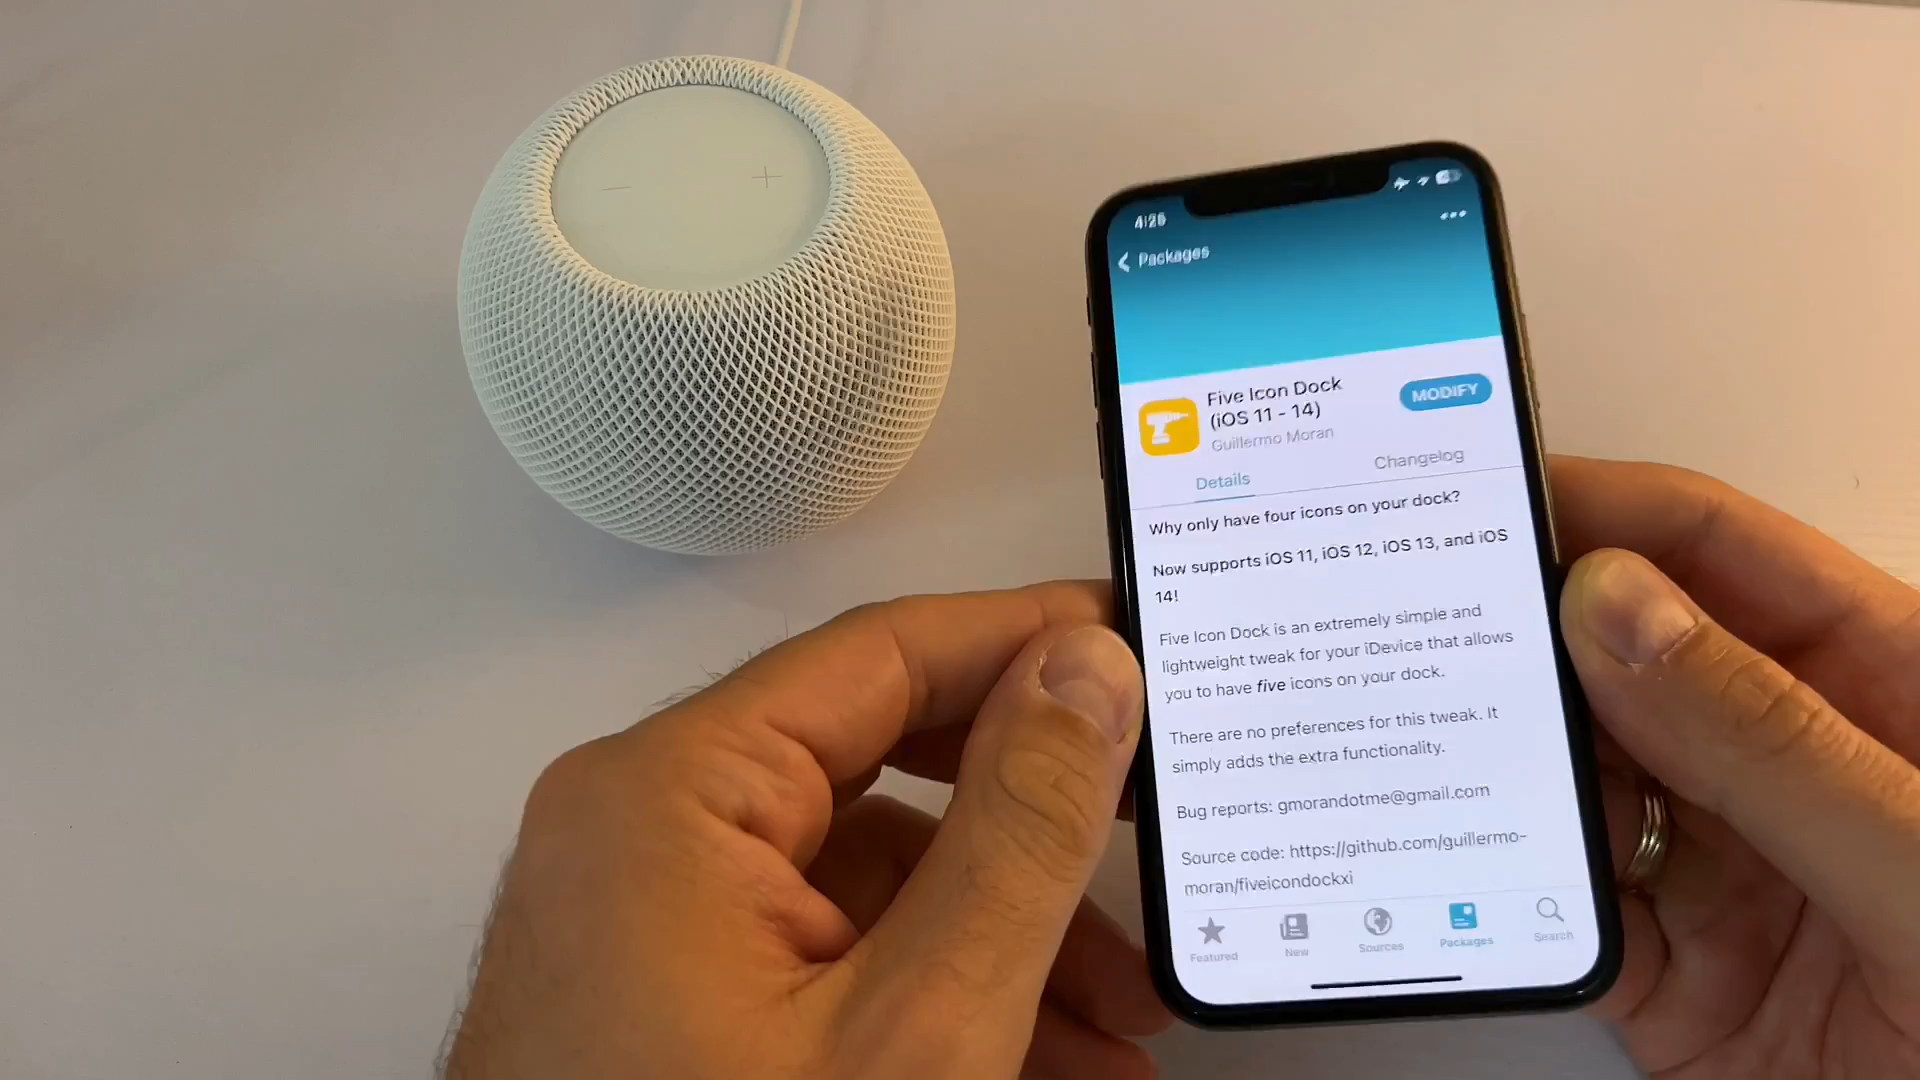 4:26
Packages
Five Icon Dock
(iOS 11 - 14)
Guillermo Moran
MODIFY
Details
Changelog
Why only have four icons on your dock?
Now supports iOS 11, iOS 12, iOS 13, and iOS
14!
Five Icon Dock is an extremely simple and
lightweight tweak for your iDevice that allows
you to have five icons on your dock.
There are no preferences for this tweak. It
simply adds the extra functionality.
Bug reports: gmorandotme@gmail.com
Source code: https://github.com/guillermo-
moran/fiveicondockxi
Featured
New
Sources
Packages
Search